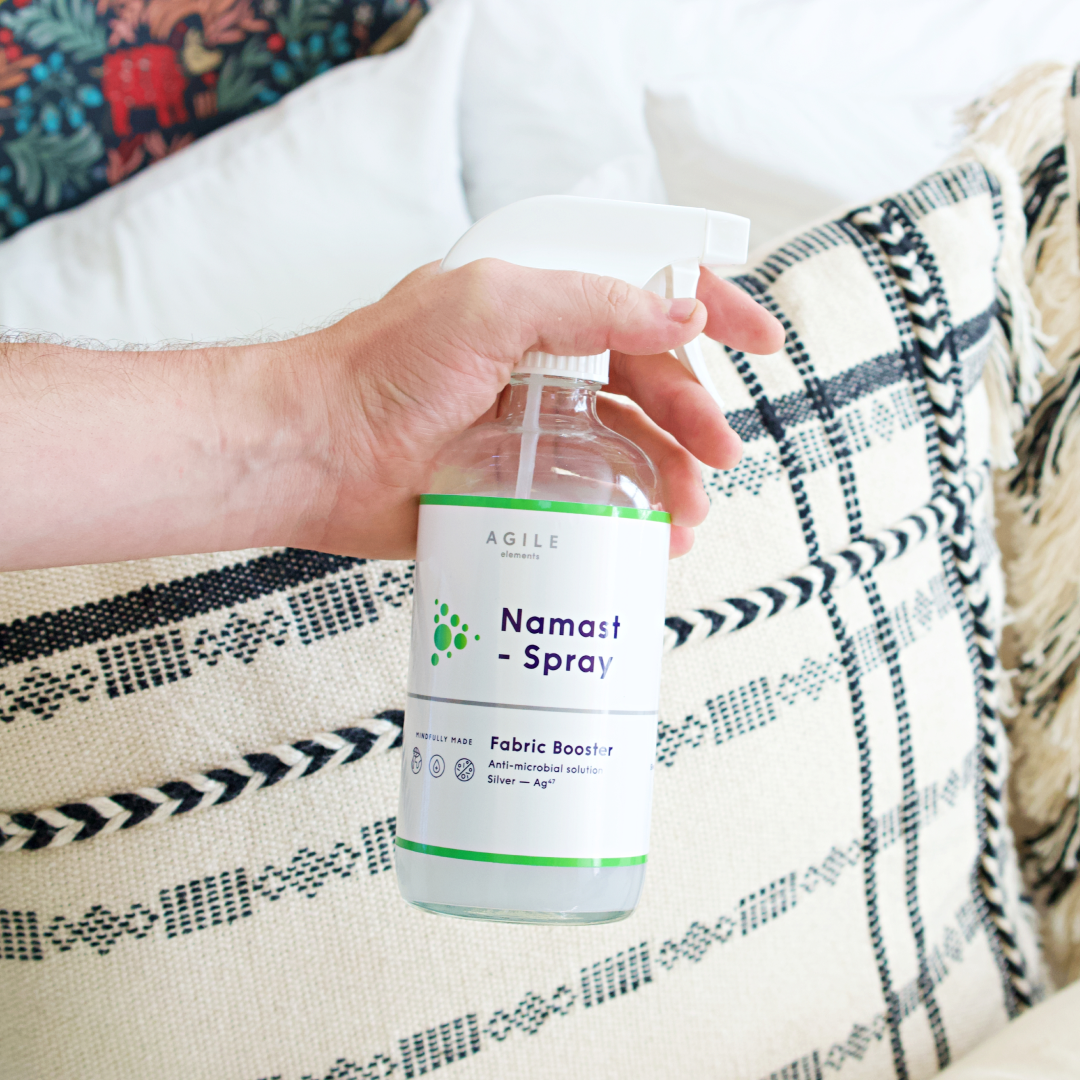 AGILE
elements
Namast
- Spray
MINDFULLY MADE
Fabric Booster
Anti-microbial solution
Silver — Ag⁴⁷